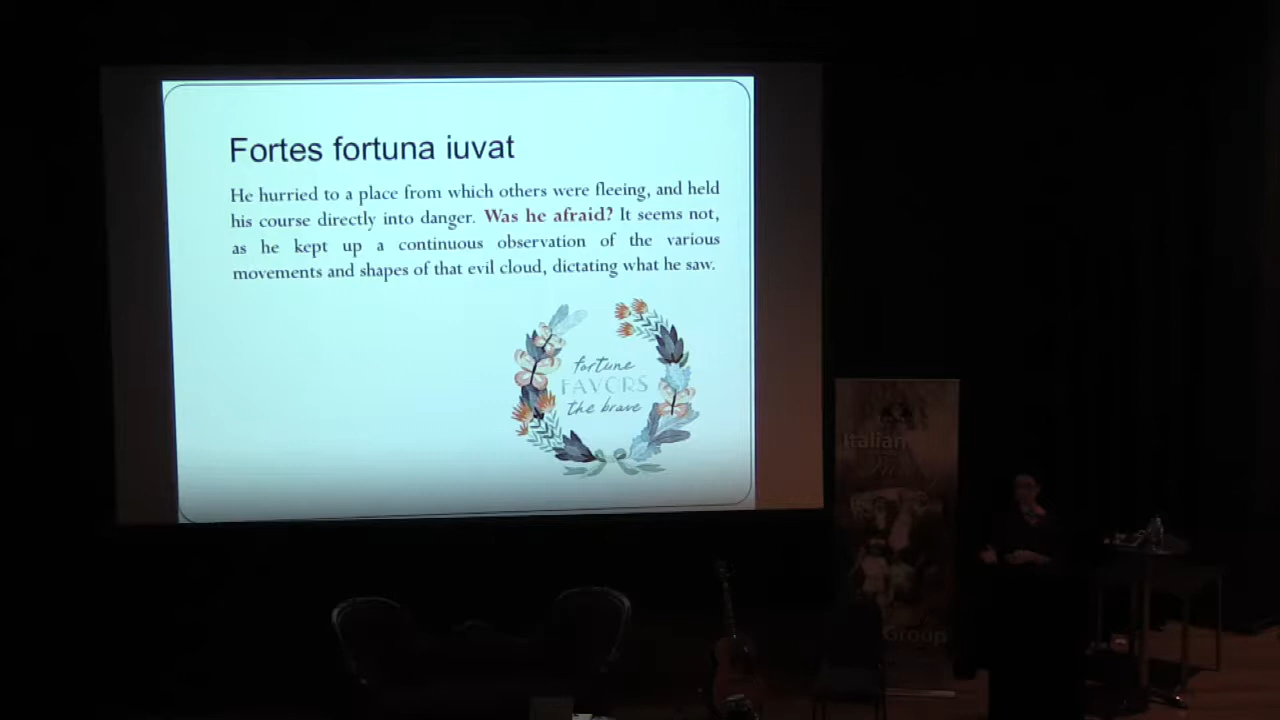 Fortes fortuna iuvat
He hurried to a place from which others were fleeing, and held
his course directly into danger. Was he afraid? It seems not,
as he kept up a continuous observation of the various
movements and shapes of that evil cloud, dictating what he saw.
fortune
FAVORS
the brave
Italian
Group